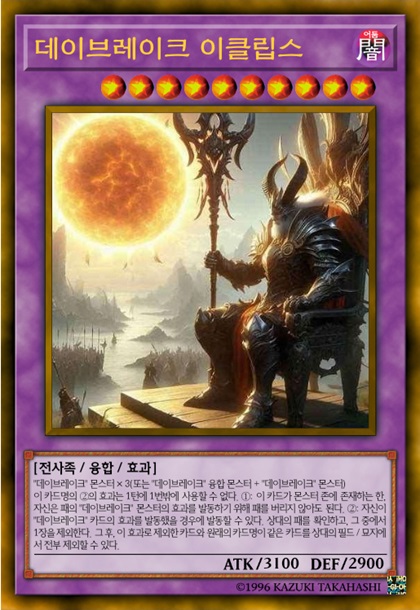 데이브레이크 이클립스
어둠
闇
[전사족 / 융합 / 효과]
"데이브레이크" 몬스터 × 3(또는 "데이브레이크" 융합 몬스터 + "데이브레이크" 몬스터)
이 카드명의 ②의 효과는 1턴에 1번밖에 사용할 수 없다. ①: 이 카드가 몬스터 존에 존재하는 한,
자신은 패의 "데이브레이크" 몬스터의 효과를 발동하기 위해 패를 버리지 않아도 된다. ②: 자신이
"데이브레이크" 카드의 효과를 발동했을 경우에 발동할 수 있다. 상대의 패를 확인하고, 그 중에서
1장을 제외한다. 그 후, 이 효과로 제외한 카드와 원래의 카드명이 같은 카드를 상대의 필드 / 묘지에
서 전부 제외할 수 있다.
ATK/3100 DEF/2900
©1996 KAZUKI TAKAHASHI